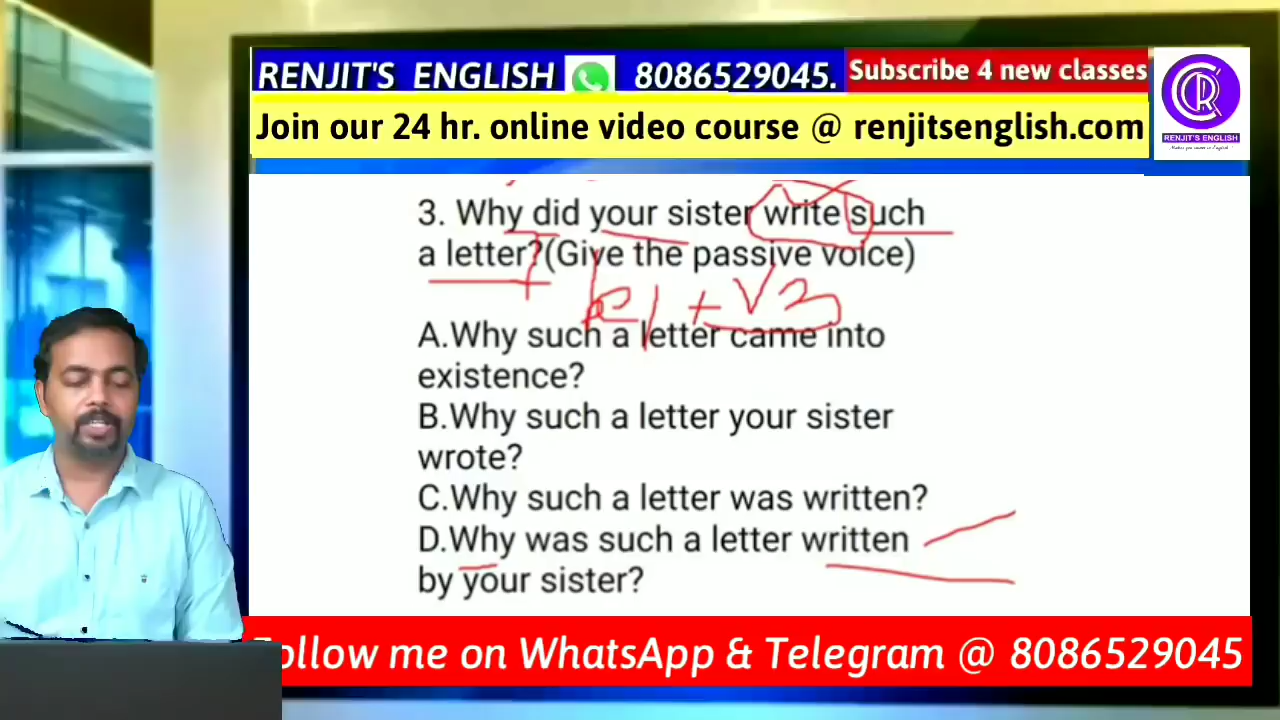 RENJIT'S ENGLISH 8086529045. Subscribe 4 new classes
Join our 24 hr. online video course @ renjitsenglish.com
RENJIT'S ENGLISH
3. Why did your sister write such
a letter?(Give the passive voice)
be + V3
A.Why such a letter came into
existence?
B.Why such a letter your sister
wrote?
C.Why such a letter was written?
D.Why was such a letter written
by your sister?
ollow me on WhatsApp & Telegram @ 8086529045